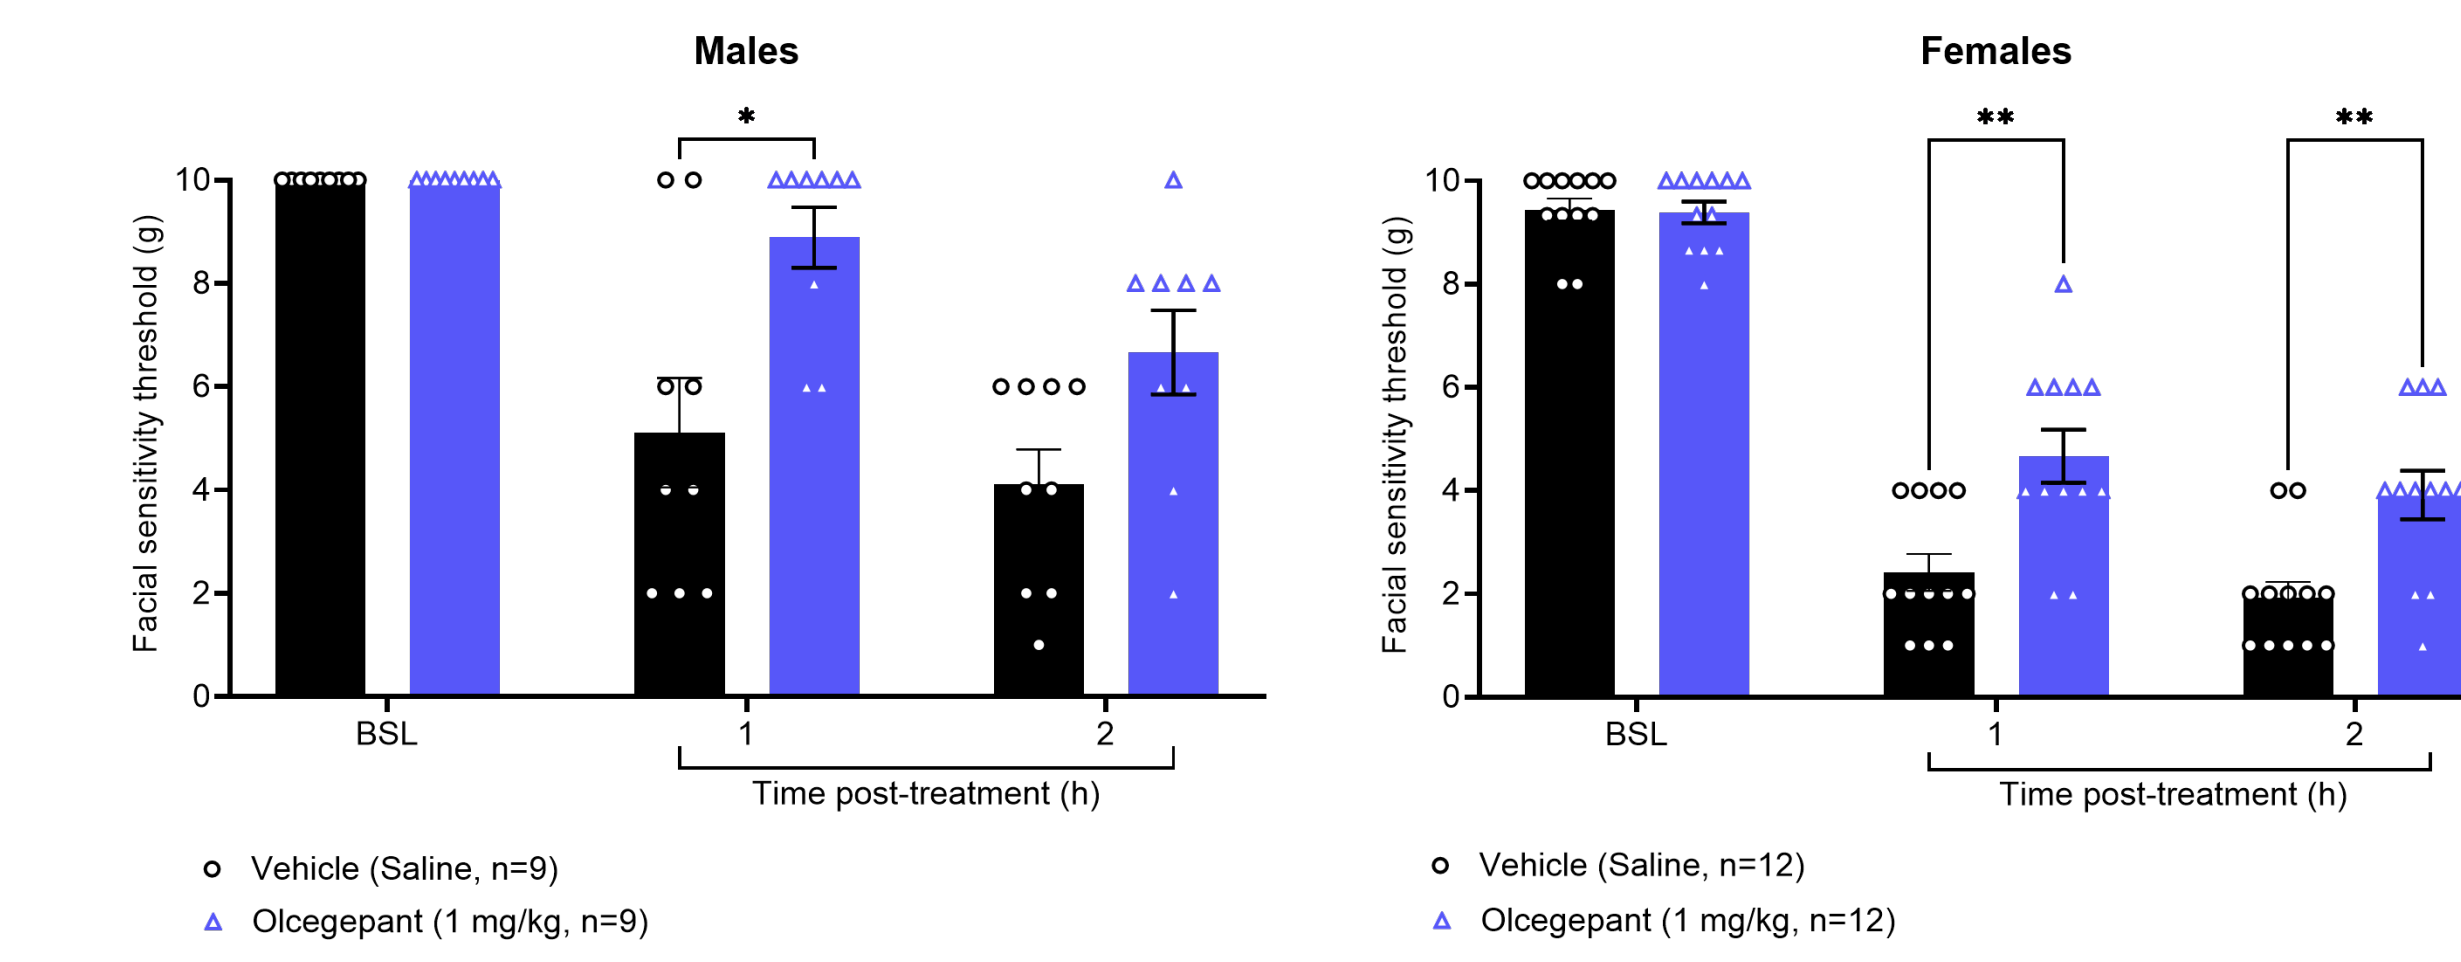 Males
*
Facial sensitivity threshold (g)
10
8
6
4
2
0
BSL
1
2
Time post-treatment (h)
Vehicle (Saline, n=9)
Olcegepant (1 mg/kg, n=9)
Females
**
**
Facial sensitivity threshold (g)
10
8
6
4
2
0
BSL
1
2
Time post-treatment (h)
Vehicle (Saline, n=12)
Olcegepant (1 mg/kg, n=12)